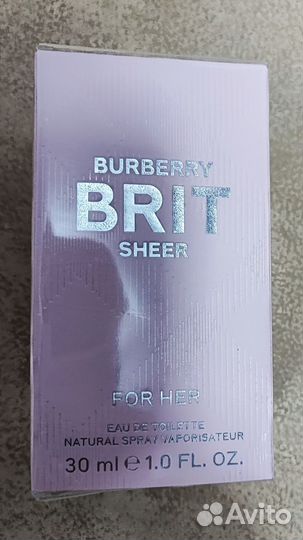 BURBERRY
BRIT
SHEER
FOR HER
EAU DE TOILETTE
NATURAL SPRAY VAPORISATEUR
30 ml ℮ 1.0 FL. OZ.
Avito